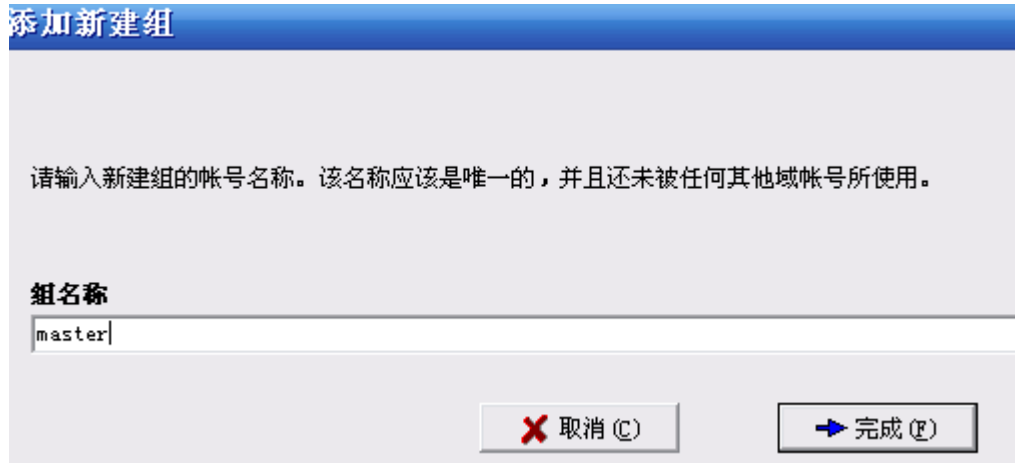 添加新建组
请输入新建组的帐号名称。该名称应该是唯一的，并且还未被任何其他域帐号所使用。
组名称
master
取消(C) 完成(F)